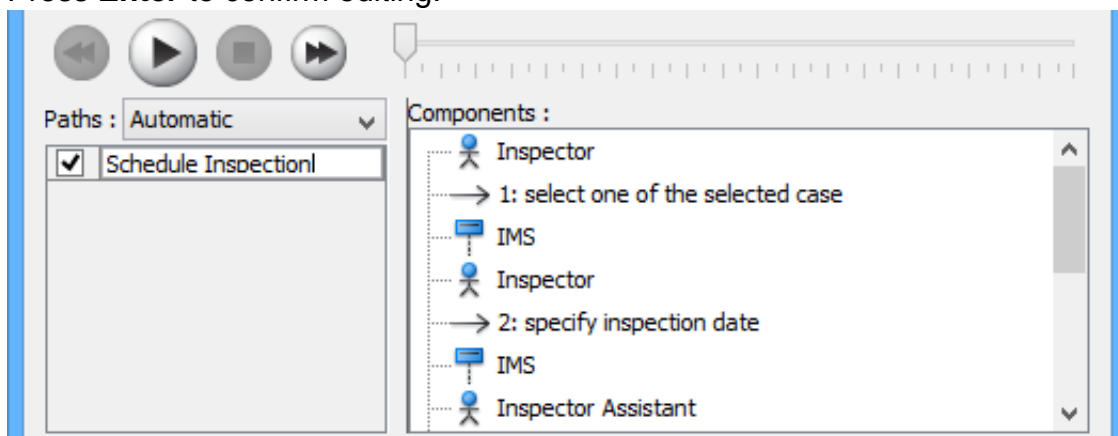 Press Enter to confirm editing.
Paths : Automatic
Schedule Inspection
Components :
Inspector
1: select one of the selected case
IMS
Inspector
2: specify inspection date
IMS
Inspector Assistant